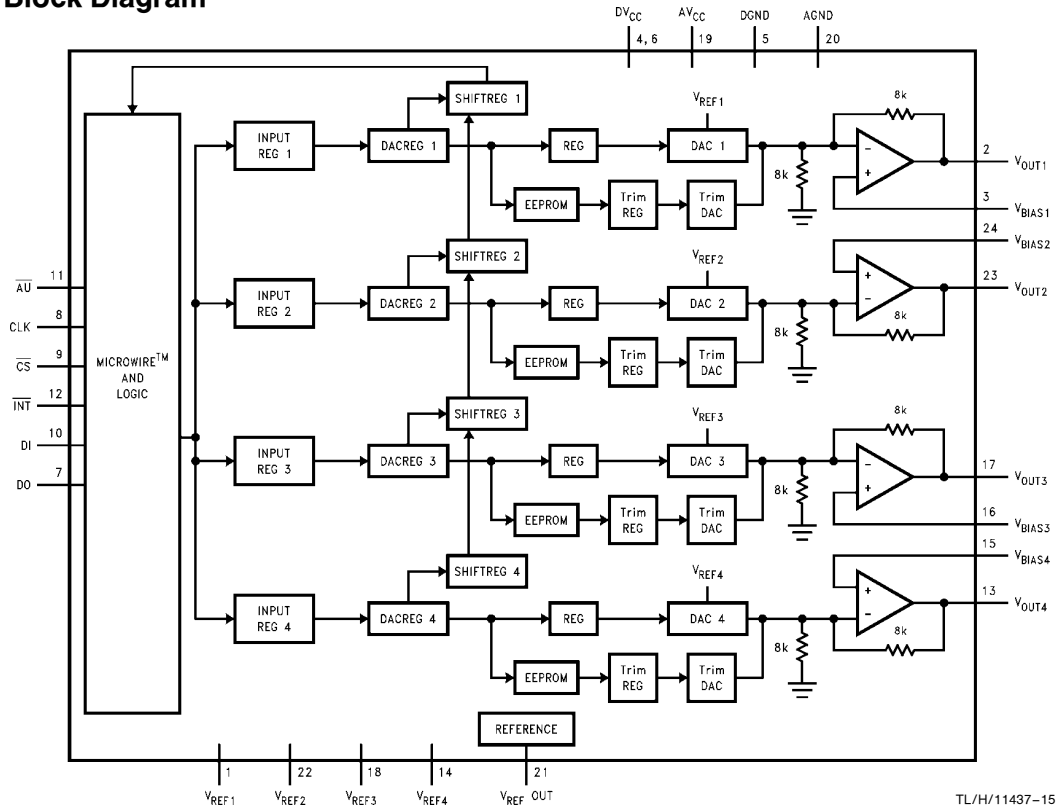 Block Diagram
DVCC
AVCC
DGND
AGND
4, 6
19
5
20
SHIFTREG 1
VREF1
8k
INPUT
REG 1
DACREG 1
REG
DAC 1
−
+
2
VOUT1
8k
EEPROM
Trim
REG
Trim
DAC
3
VBIAS1
24
VBIAS2
SHIFTREG 2
VREF2
INPUT
REG 2
DACREG 2
REG
DAC 2
+
−
23
VOUT2
8k
8k
EEPROM
Trim
REG
Trim
DAC
AU
11
CLK
8
CS
9
INT
12
DI
10
DO
7
MICROWIRE™
AND
LOGIC
SHIFTREG 3
VREF3
8k
INPUT
REG 3
DACREG 3
REG
DAC 3
−
+
17
VOUT3
8k
EEPROM
Trim
REG
Trim
DAC
16
VBIAS3
15
VBIAS4
SHIFTREG 4
VREF4
INPUT
REG 4
DACREG 4
REG
DAC 4
+
−
13
VOUT4
8k
8k
EEPROM
Trim
REG
Trim
DAC
REFERENCE
1
22
18
14
21
VREF1
VREF2
VREF3
VREF4
VREF OUT
TL/H/11437–15